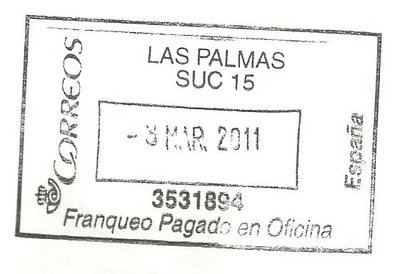 CORREOS
LAS PALMAS
SUC 15
- 3 MAR. 2011
España
3531894
Franqueo Pagado en Oficina